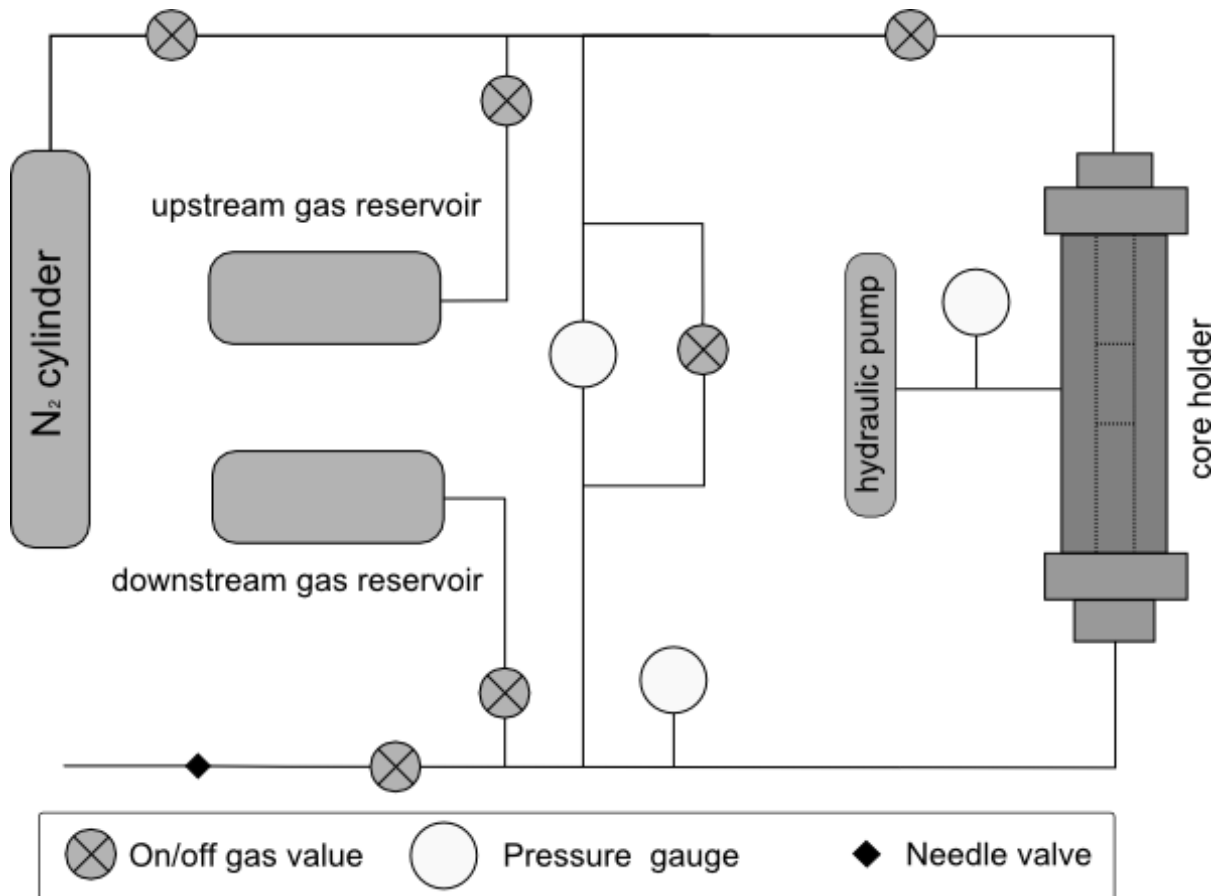 upstream gas reservoir
N₂ cylinder
hydraulic pump
core holder
downstream gas reservoir
On/off gas value
Pressure gauge
Needle valve